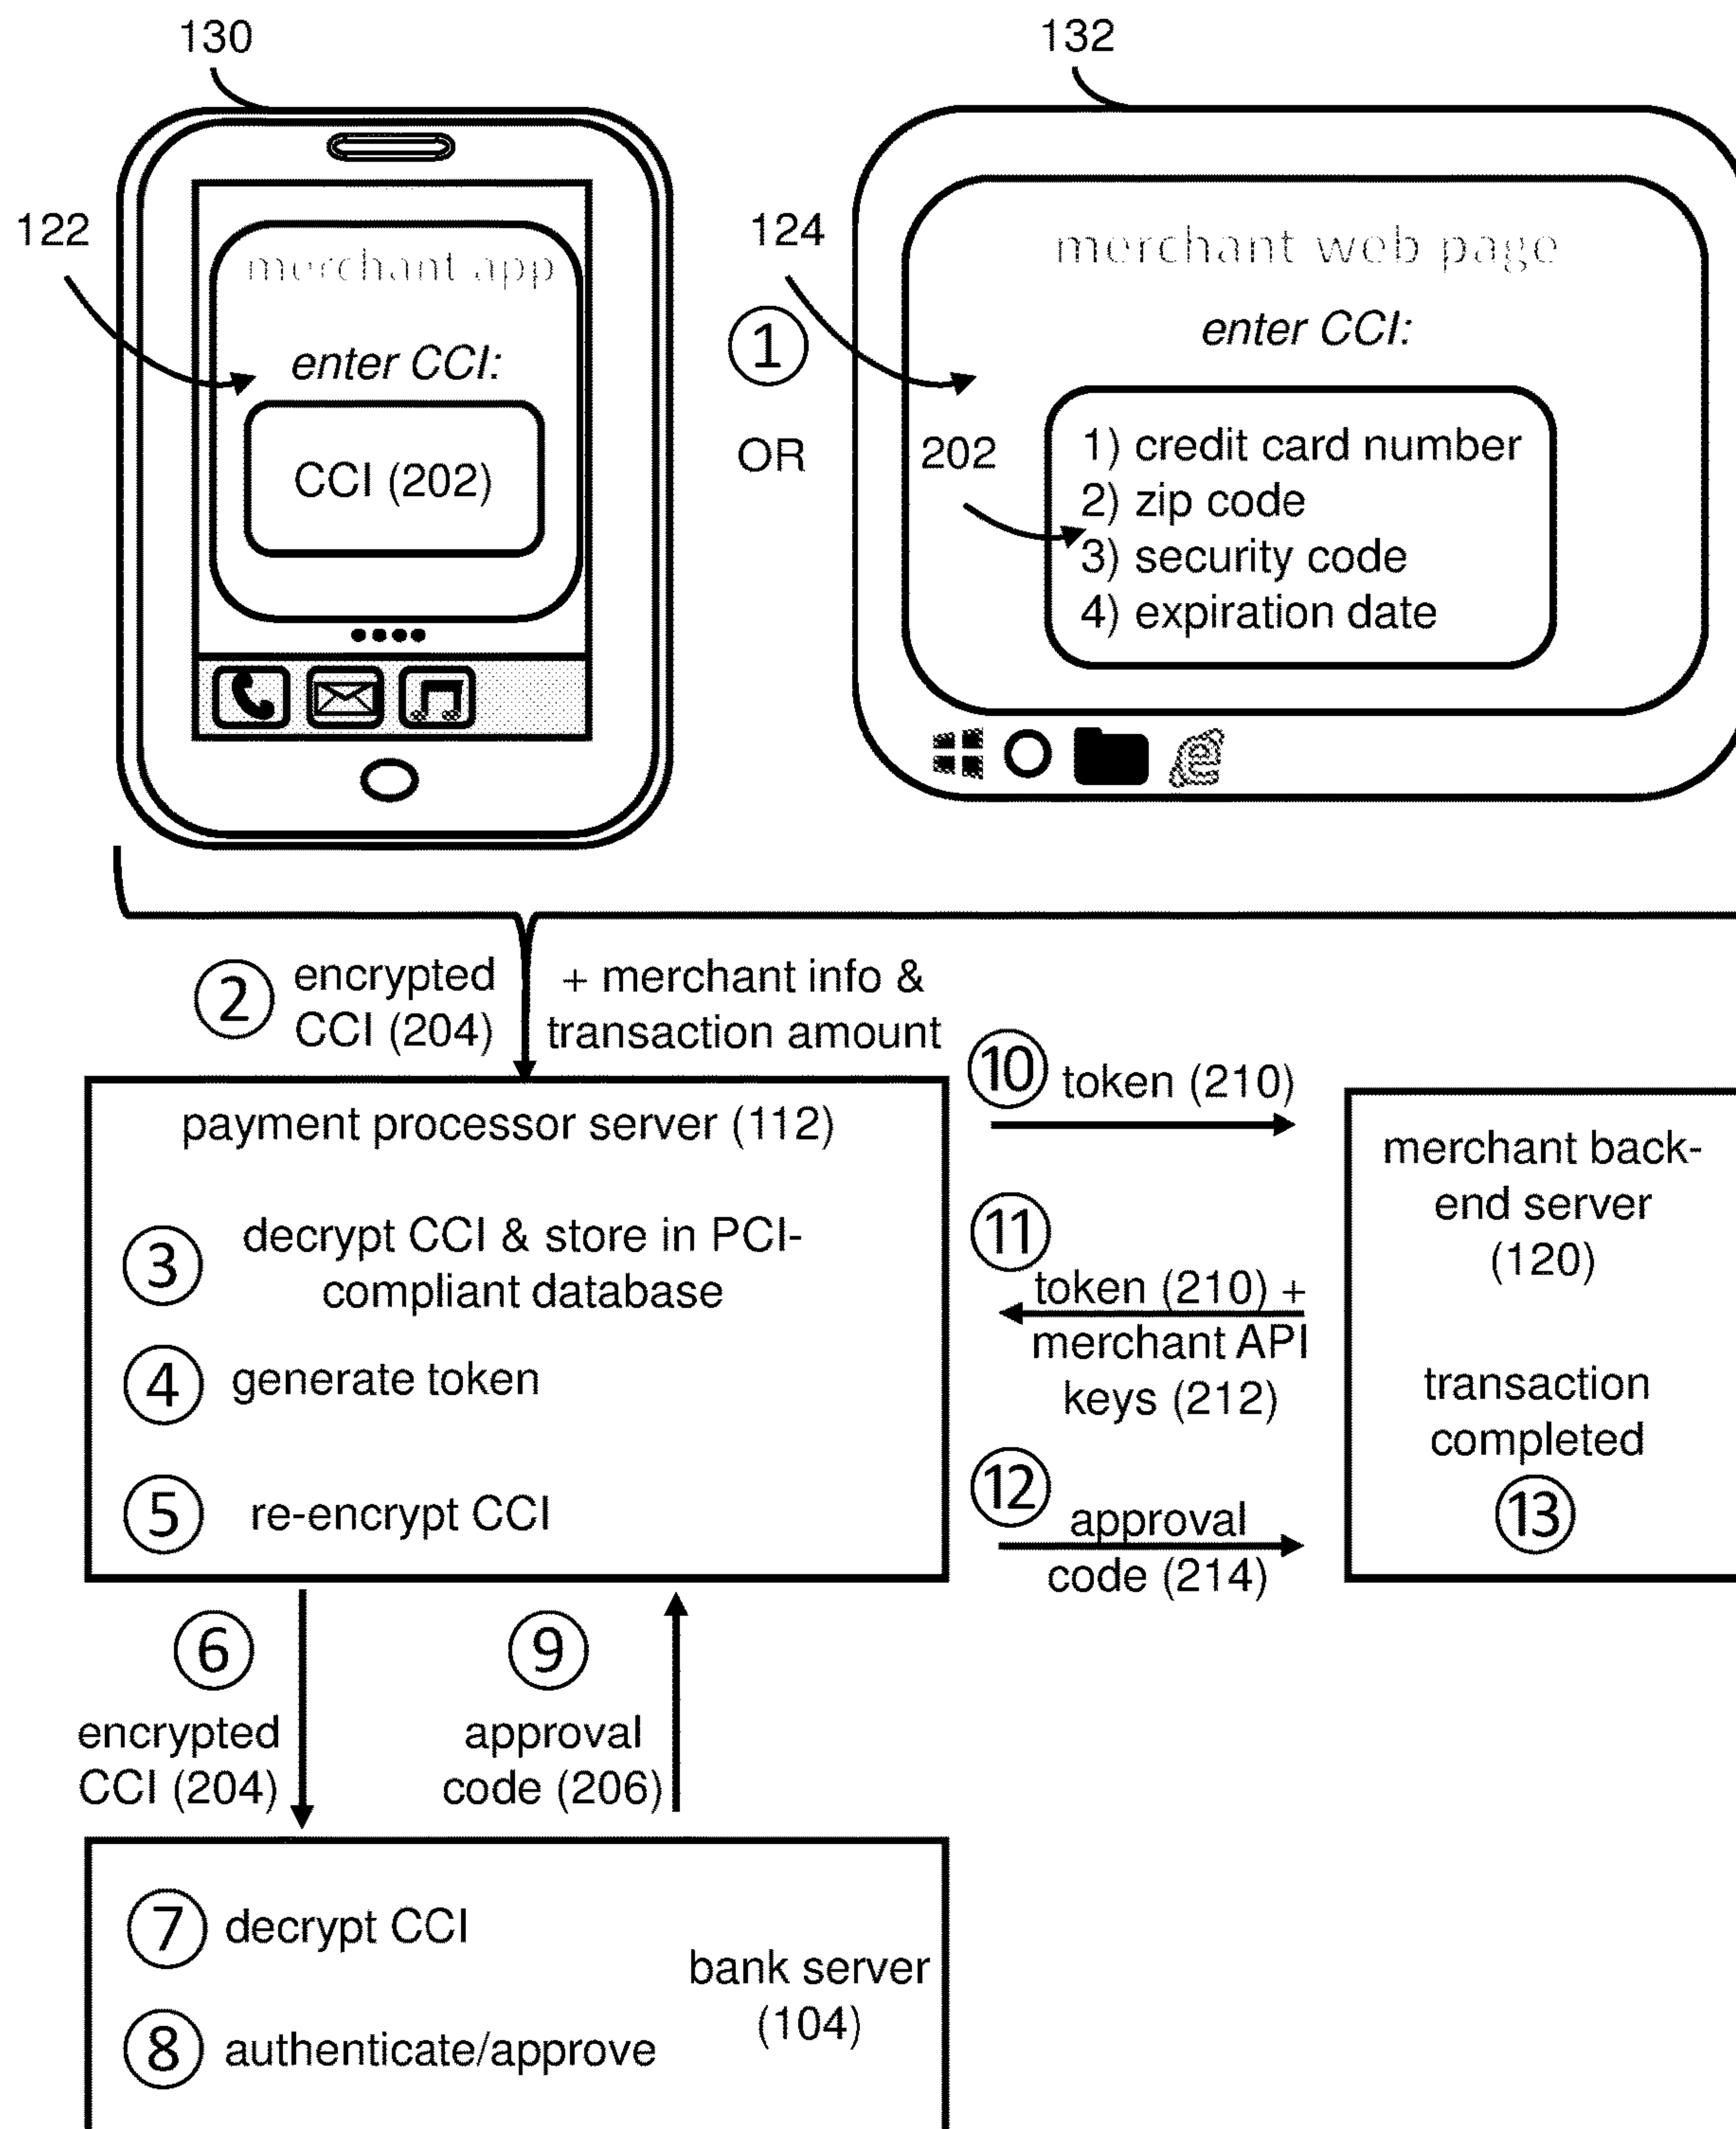 130
132
122
merchant app
enter CCI:
CCI (202)
1
OR
124
merchant web page
enter CCI:
202
1) credit card number
2) zip code
3) security code
4) expiration date
2
encrypted
CCI (204)
+ merchant info &
transaction amount
payment processor server (112)
3
decrypt CCI & store in PCI-
compliant database
4
generate token
5
re-encrypt CCI
10
token (210)
11
token (210) +
merchant API
keys (212)
12
approval
code (214)
merchant back-
end server
(120)
transaction
completed
13
6
encrypted
CCI (204)
9
approval
code (206)
7
decrypt CCI
8
authenticate/approve
bank server
(104)